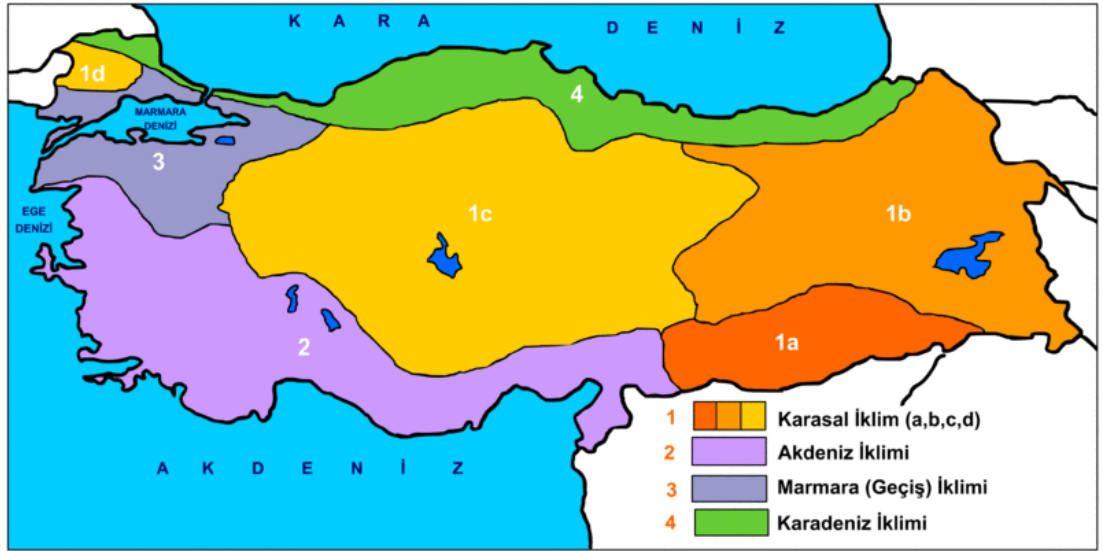 K A R A D E N İ Z
1d
MARMARA
DENİZİ
4
3
EGE
DENİZİ
1c
1b
2
1a
A K D E N İ Z
1 Karasal İklim (a,b,c,d)
2 Akdeniz İklimi
3 Marmara (Geçiş) İklimi
4 Karadeniz İklimi